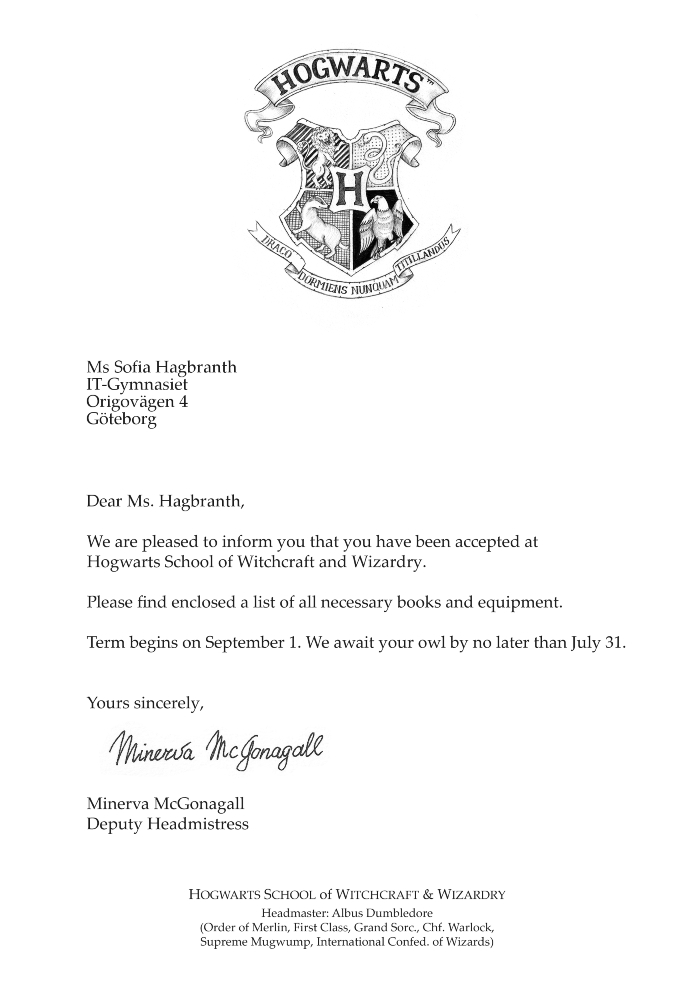 HOGWARTS™
H
DRACO DORMIENS NUNQUAM TITILLANDUS
Ms Sofia Hagbranth
IT-Gymnasiet
Origovägen 4
Göteborg
Dear Ms. Hagbranth,
We are pleased to inform you that you have been accepted at
Hogwarts School of Witchcraft and Wizardry.
Please find enclosed a list of all necessary books and equipment.
Term begins on September 1. We await your owl by no later than July 31.
Yours sincerely,
Minerva McGonagall
Minerva McGonagall
Deputy Headmistress
HOGWARTS SCHOOL of WITCHCRAFT & WIZARDRY
Headmaster: Albus Dumbledore
(Order of Merlin, First Class, Grand Sorc., Chf. Warlock,
Supreme Mugwump, International Confed. of Wizards)